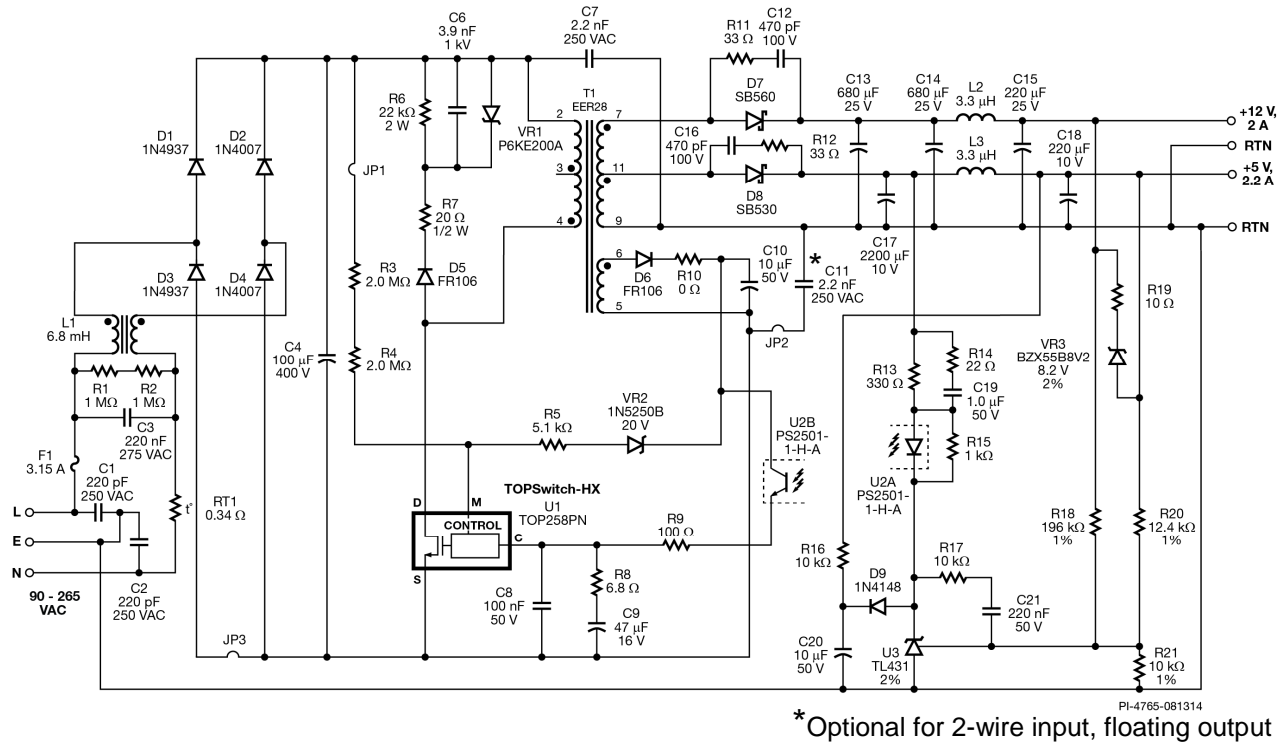 C6
3.9 nF
1 kV
C7
2.2 nF
250 VAC
R11
33 Ω
C12
470 pF
100 V
D7
SB560
C13
680 µF
25 V
C14
680 µF
25 V
L2
3.3 µH
C15
220 µF
25 V
+12 V,
2 A
RTN
+5 V,
2.2 A
RTN
R6
22 kΩ
2 W
VR1
P6KE200A
T1
EER28
2
3
4
7
11
9
6
5
C16
470 pF
100 V
R12
33 Ω
D8
SB530
L3
3.3 µH
C18
220 µF
10 V
D1
1N4937
D2
1N4007
JP1
R7
20 Ω
1/2 W
D3
1N4937
D4
1N4007
R3
2.0 MΩ
D5
FR106
D6
FR106
R10
0 Ω
C10
10 µF
50 V
*
C11
2.2 nF
250 VAC
C17
2200 µF
10 V
JP2
R19
10 Ω
L1
6.8 mH
C4
100 µF
400 V
R4
2.0 MΩ
R13
330 Ω
R14
22 Ω
C19
1.0 µF
50 V
VR3
BZX55B8V2
8.2 V
2%
R1
1 MΩ
R2
1 MΩ
C3
220 nF
275 VAC
R5
5.1 kΩ
VR2
1N5250B
20 V
U2B
PS2501-
1-H-A
R15
1 kΩ
U2A
PS2501-
1-H-A
F1
3.15 A
C1
220 pF
250 VAC
t°
RT1
0.34 Ω
L
E
N
90 - 265
VAC
C2
220 pF
250 VAC
TOPSwitch-HX
U1
TOP258PN
D
M
CONTROL
C
S
R9
100 Ω
R8
6.8 Ω
C8
100 nF
50 V
C9
47 µF
16 V
R16
10 kΩ
R17
10 kΩ
D9
1N4148
R18
196 kΩ
1%
R20
12.4 kΩ
1%
C21
220 nF
50 V
JP3
C20
10 µF
50 V
U3
TL431
2%
R21
10 kΩ
1%
PI-4765-081314
*Optional for 2-wire input, floating output